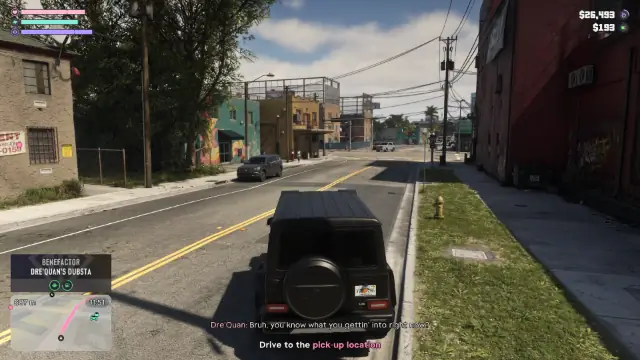 $26,493
$193
BENEFACTOR
DRE'QUAN'S DUBSTA
Dre Quan: Bruh, you know what you gettin' into right now?
Drive to the pick-up location